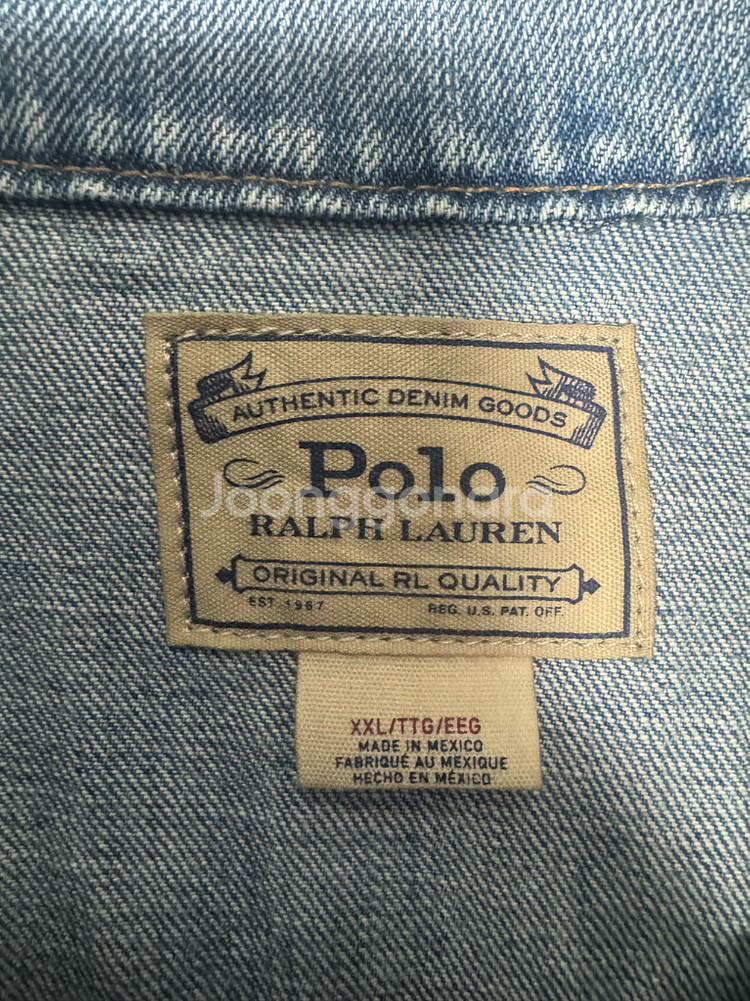 AUTHENTIC DENIM GOODS
Polo
Joonggonara
RALPH LAUREN
ORIGINAL RL QUALITY
EST. 1967 REG. U.S. PAT. OFF.
XXL/TTG/EEG
MADE IN MEXICO
FABRIQUÉ AU MEXIQUE
HECHO EN MÉXICO